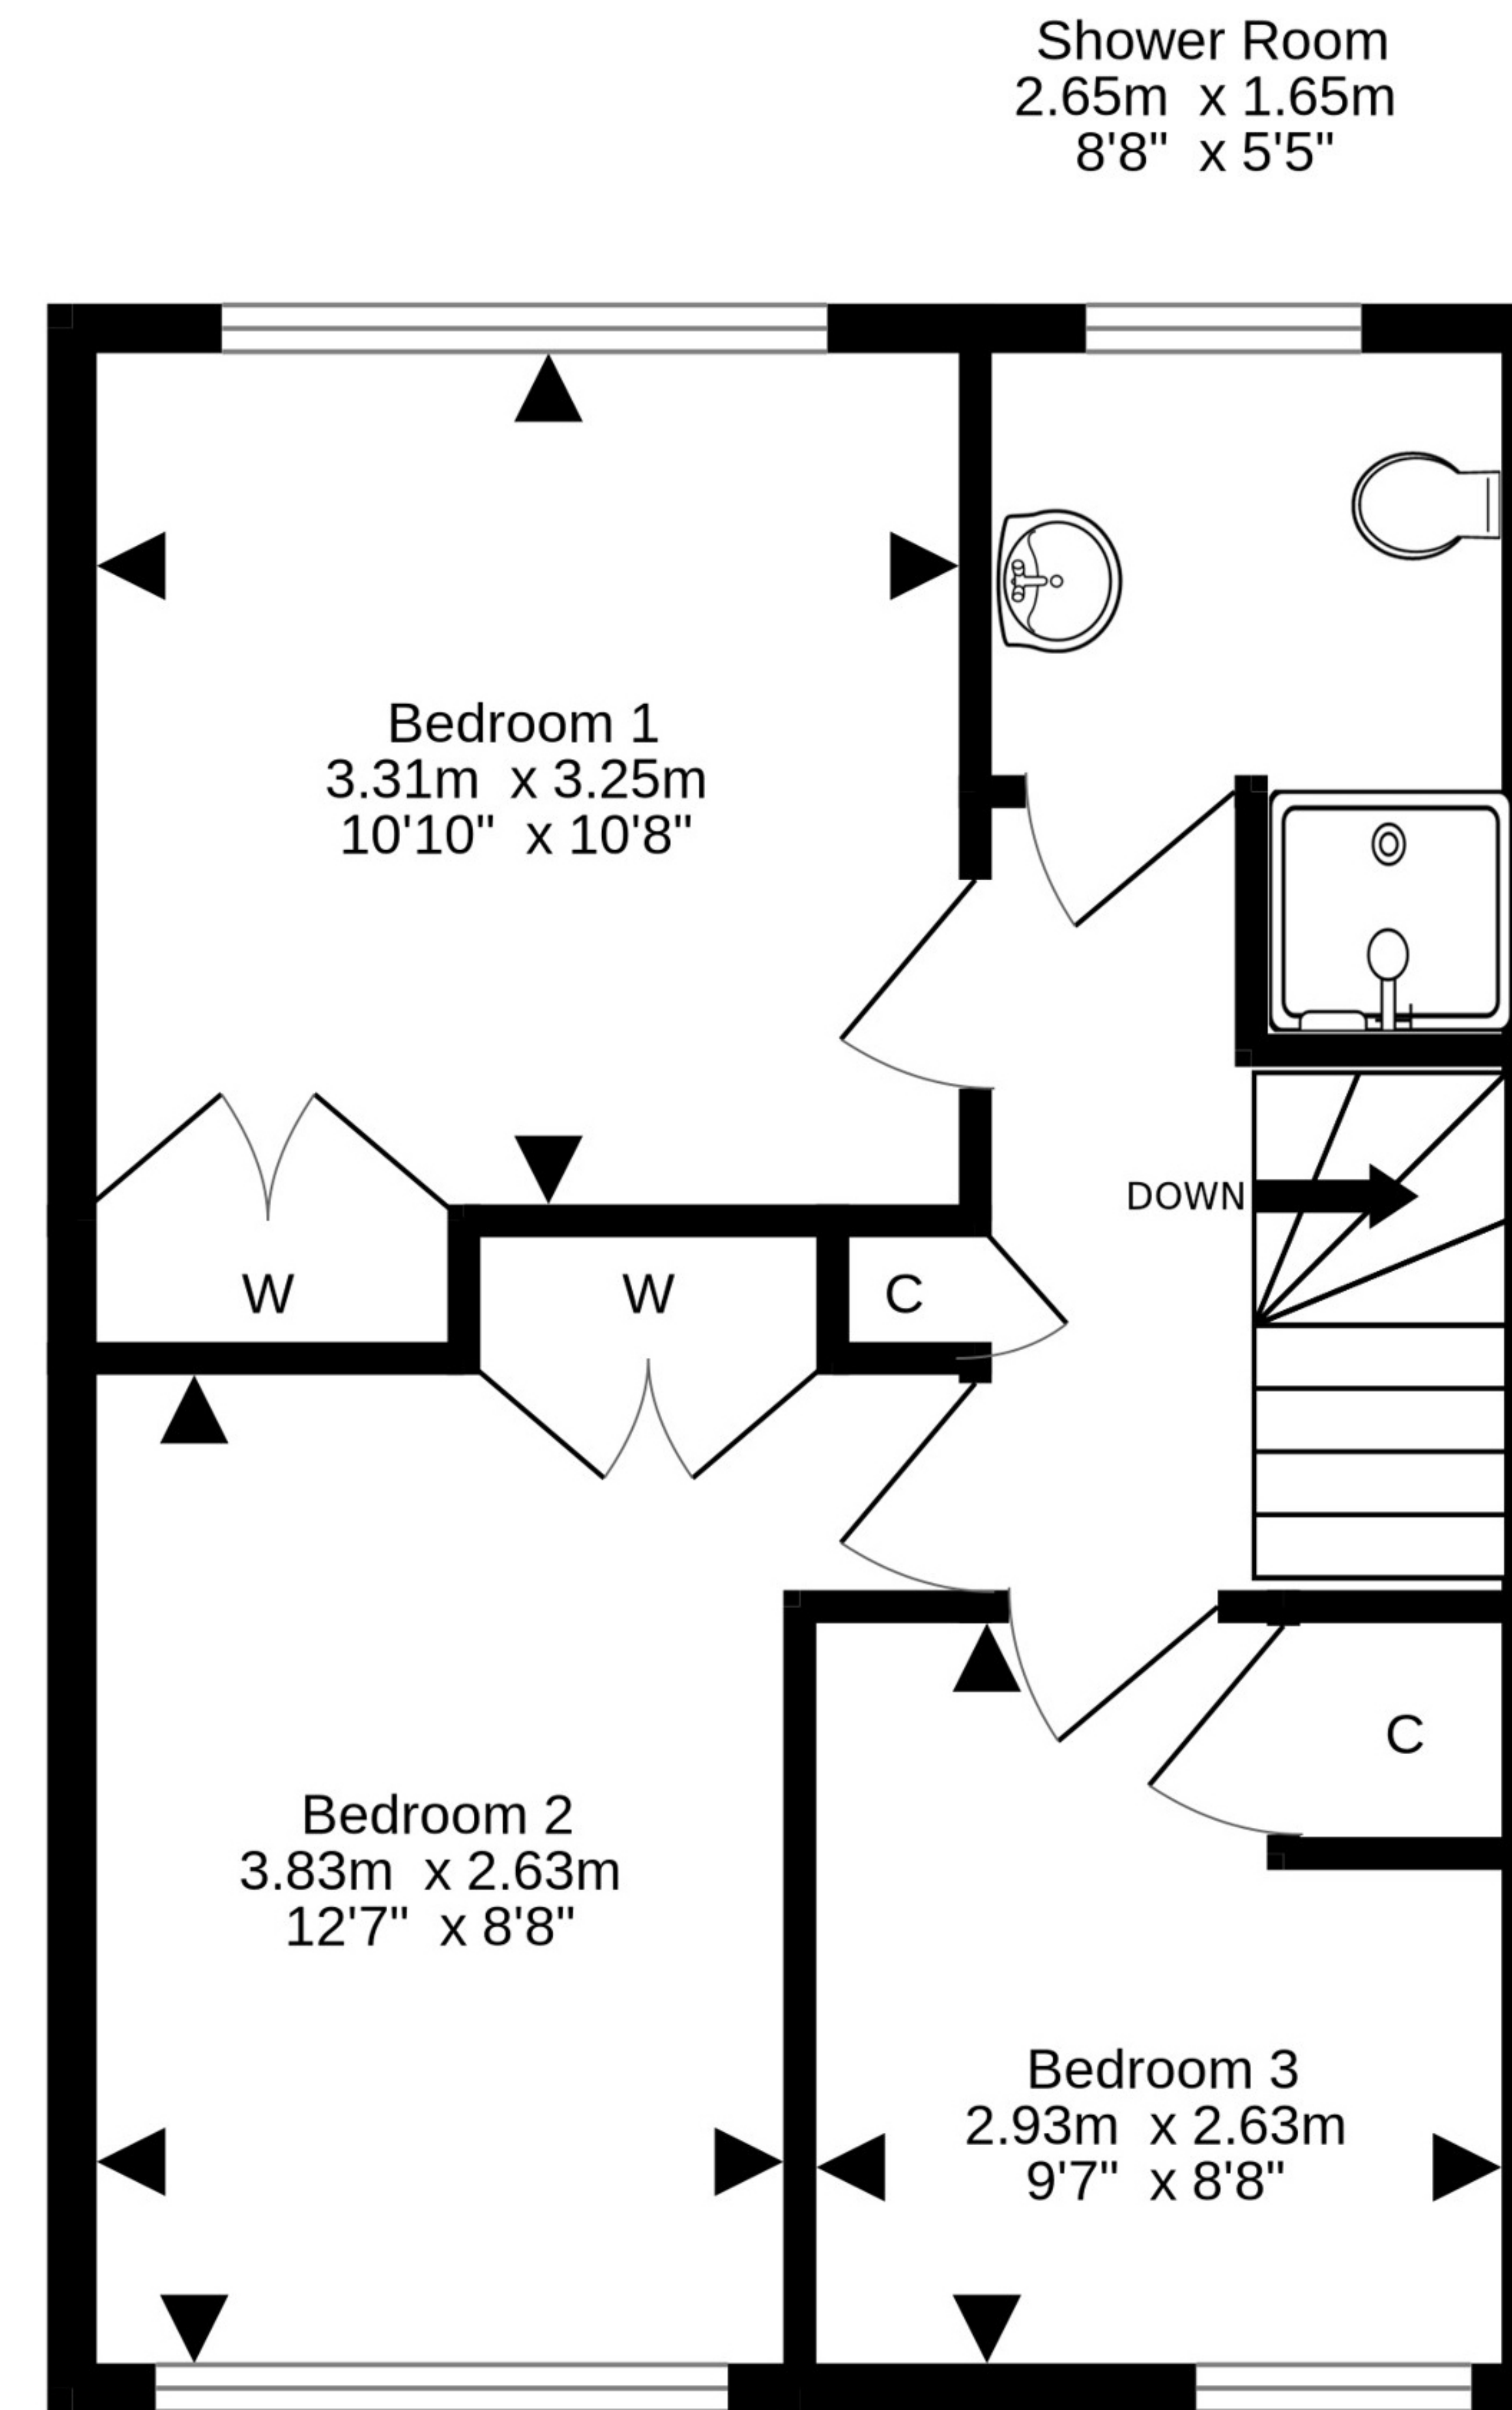 Shower Room
2.65m x 1.65m
8'8" x 5'5"
Bedroom 1
3.31m x 3.25m
10'10" x 10'8"
DOWN
W
W
C
C
Bedroom 2
3.83m x 2.63m
12'7" x 8'8"
Bedroom 3
2.93m x 2.63m
9'7" x 8'8"